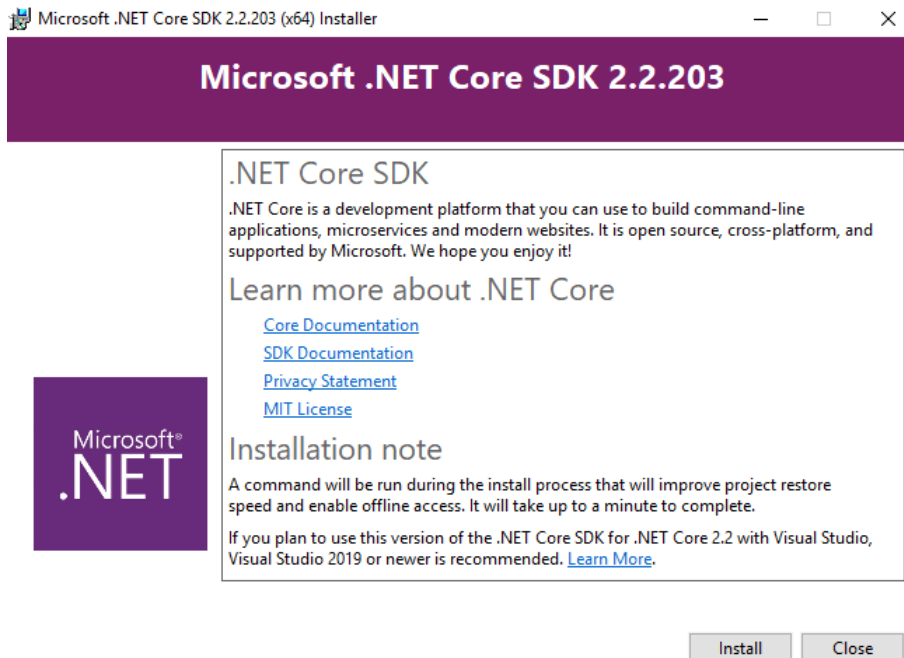 Microsoft .NET Core SDK 2.2.203 (x64) Installer
Microsoft .NET Core SDK 2.2.203
.NET Core SDK
.NET Core is a development platform that you can use to build command-line
applications, microservices and modern websites. It is open source, cross-platform, and
supported by Microsoft. We hope you enjoy it!
Learn more about .NET Core
Core Documentation
SDK Documentation
Privacy Statement
MIT License
Microsoft®
.NET
Installation note
A command will be run during the install process that will improve project restore
speed and enable offline access. It will take up to a minute to complete.
If you plan to use this version of the .NET Core SDK for .NET Core 2.2 with Visual Studio,
Visual Studio 2019 or newer is recommended. Learn More.
Install
Close